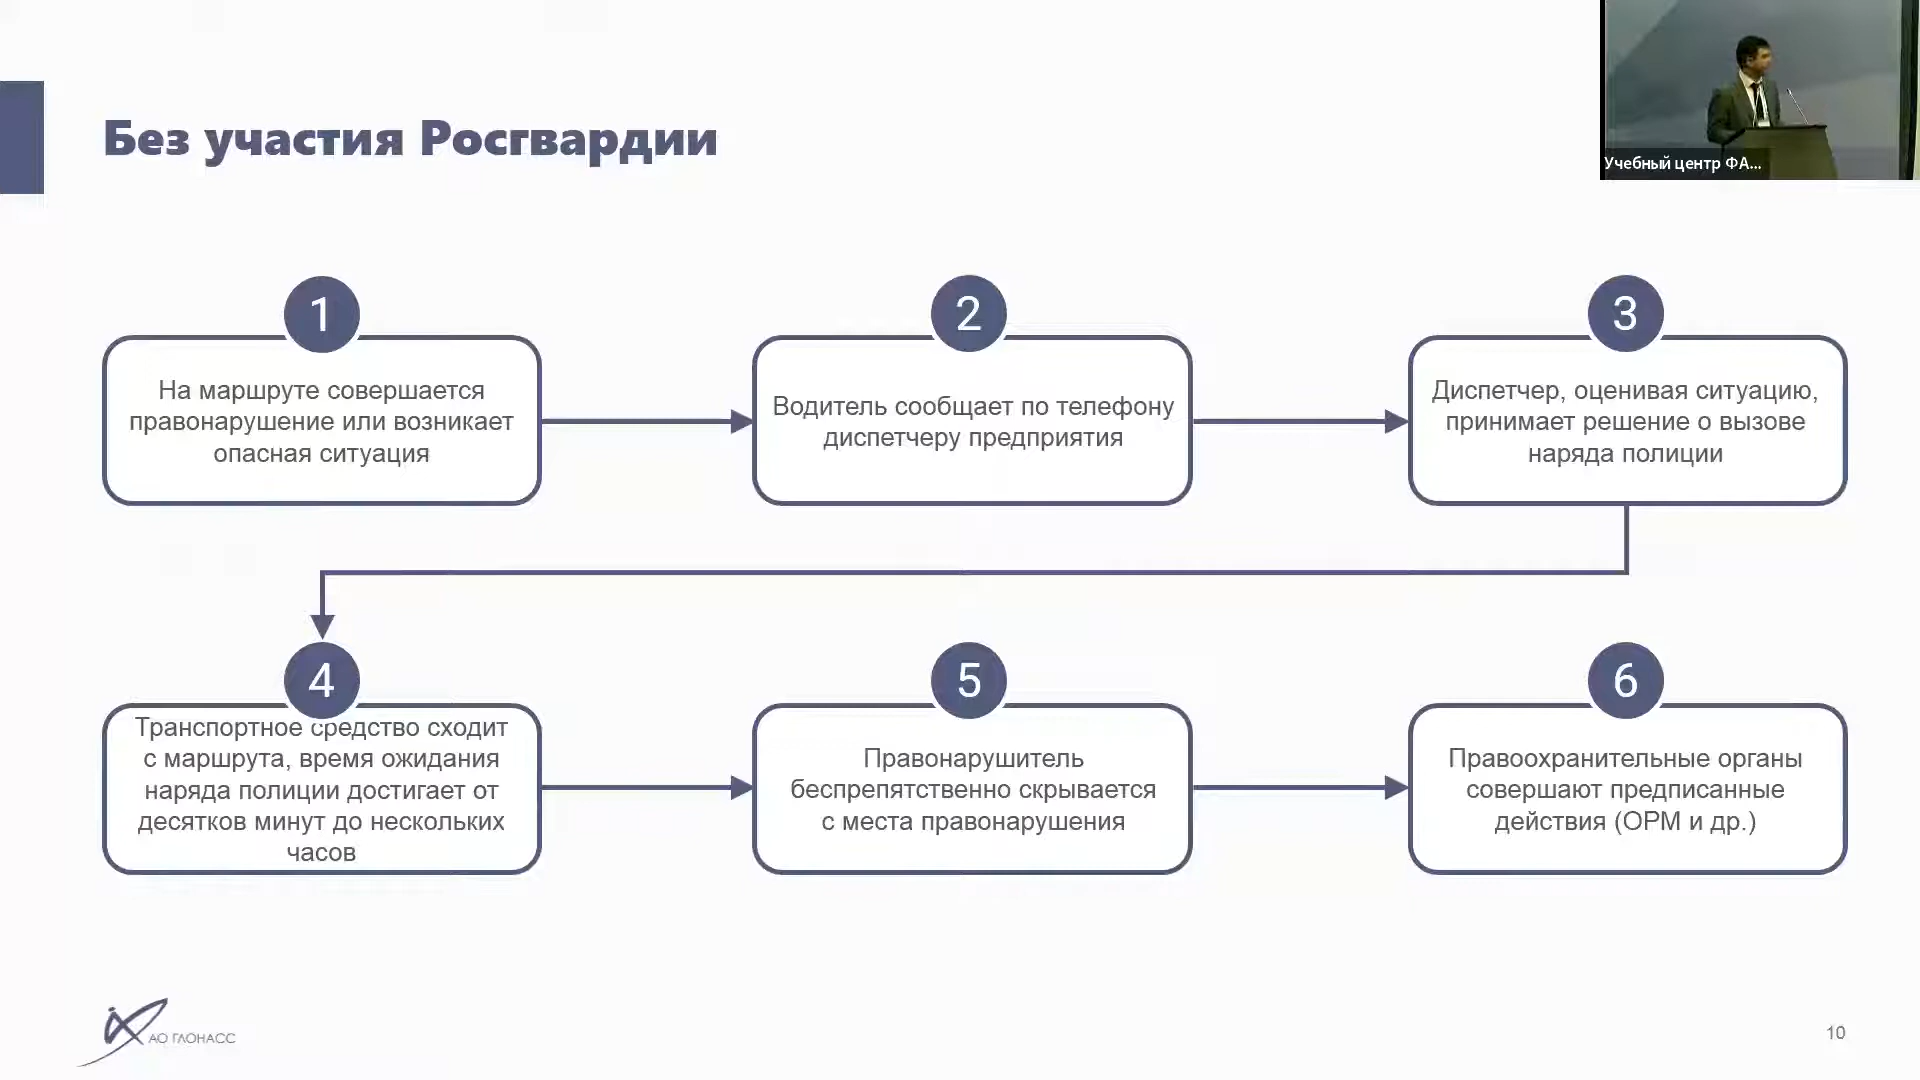 Без участия Росгвардии
Учебный центр ФА...
1
На маршруте совершается
правонарушение или возникает
опасная ситуация
2
Водитель сообщает по телефону
диспетчеру предприятия
3
Диспетчер, оценивая ситуацию,
принимает решение о вызове
наряда полиции
4
Транспортное средство сходит
с маршрута, время ожидания
наряда полиции достигает от
десятков минут до нескольких
часов
5
Правонарушитель
беспрепятственно скрывается
с места правонарушения
6
Правоохранительные органы
совершают предписанные
действия (ОРМ и др.)
АО ГЛОНАСС
10